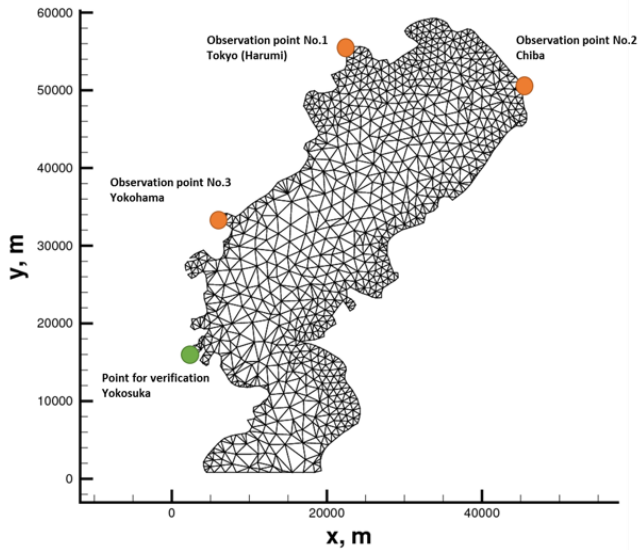 60000
Observation point No.1
Tokyo (Harumi)
Observation point No.2
Chiba
50000
40000
Observation point No.3
Yokohama
30000
y, m
20000
Point for verification
Yokosuka
10000
0
0
20000
40000
x, m